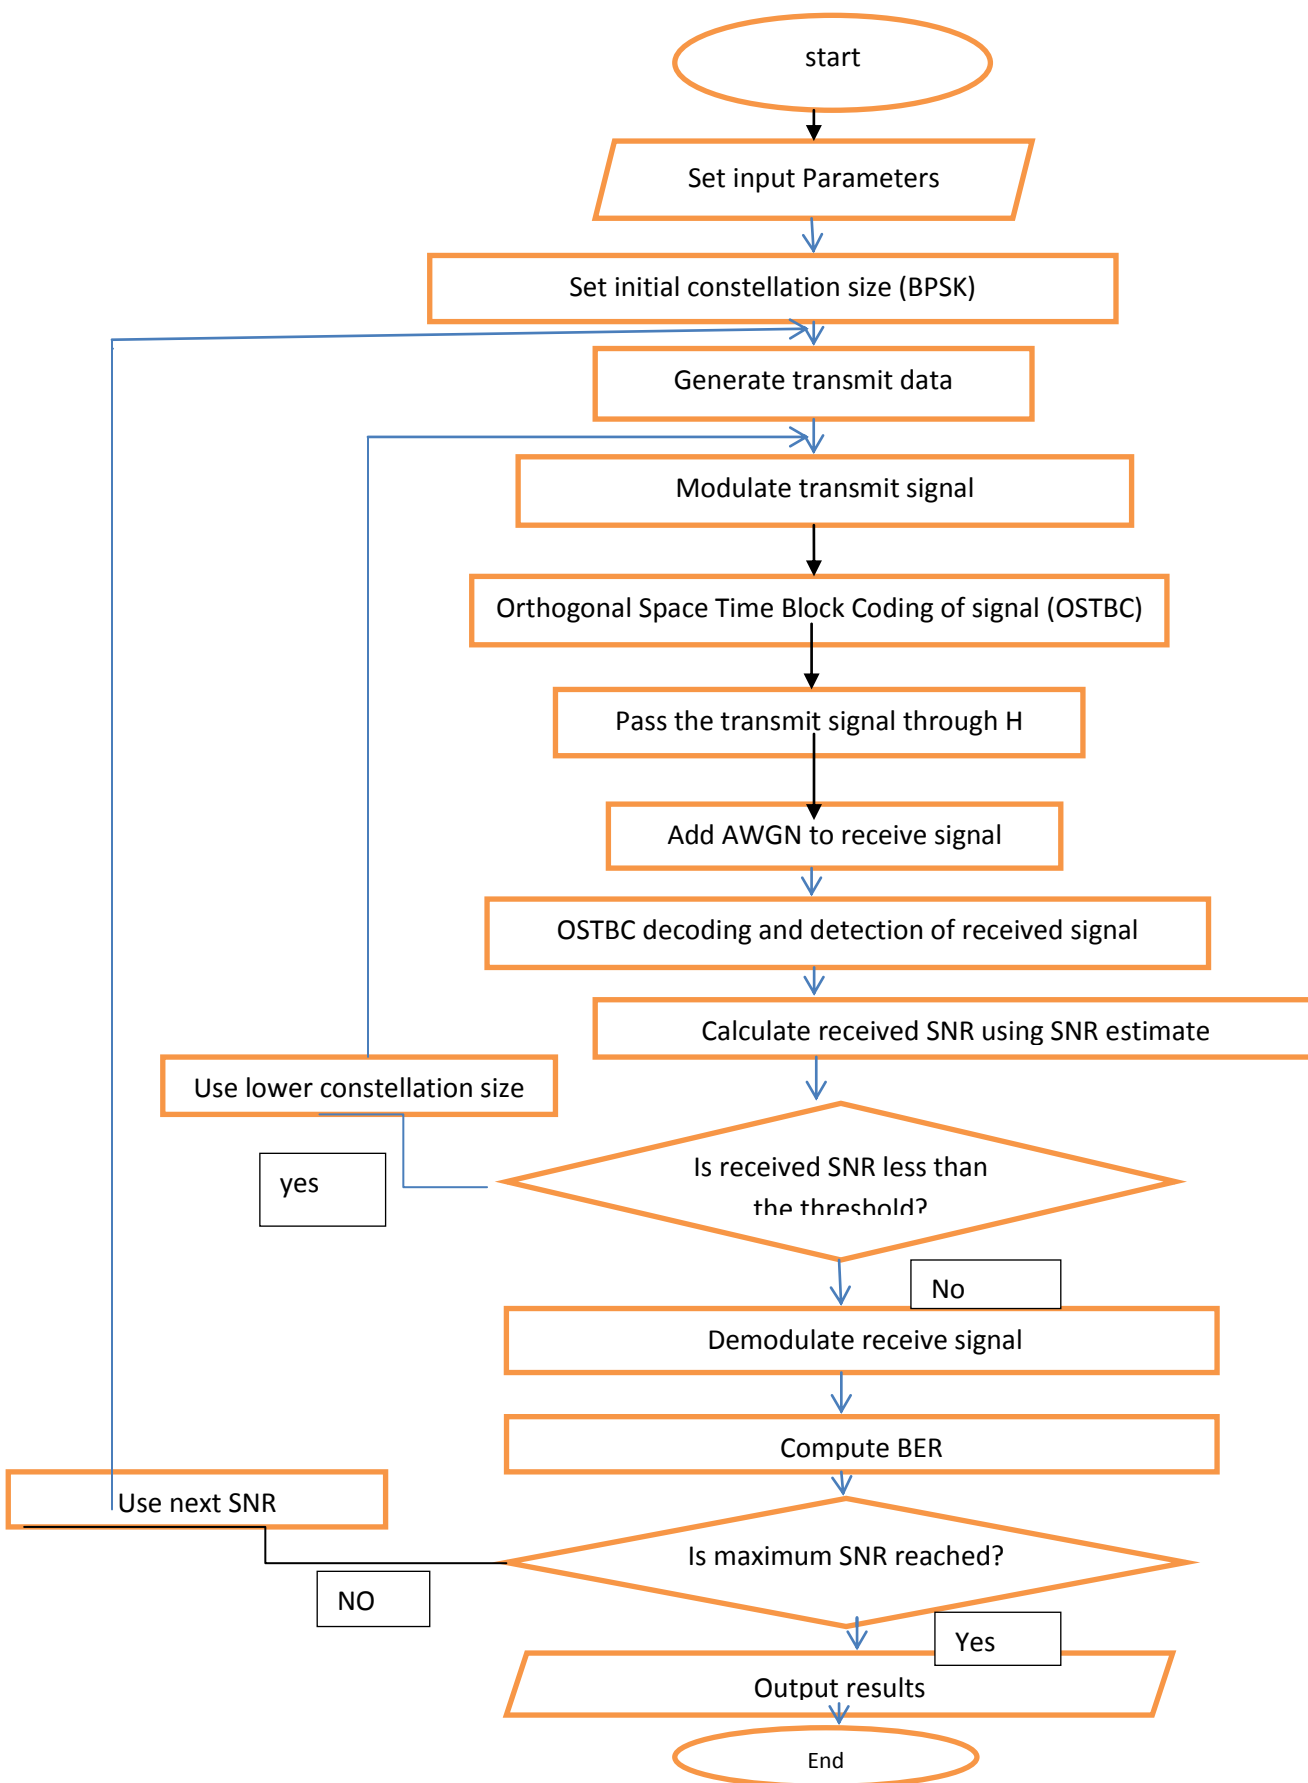 start
Set input Parameters
Set initial constellation size (BPSK)
Generate transmit data
Modulate transmit signal
Orthogonal Space Time Block Coding of signal (OSTBC)
Pass the transmit signal through H
Add AWGN to receive signal
OSTBC decoding and detection of received signal
Calculate received SNR using SNR estimate
Use lower constellation size
Is received SNR less than
the threshold?
yes
No
Demodulate receive signal
Compute BER
Use next SNR
Is maximum SNR reached?
NO
Yes
Output results
End